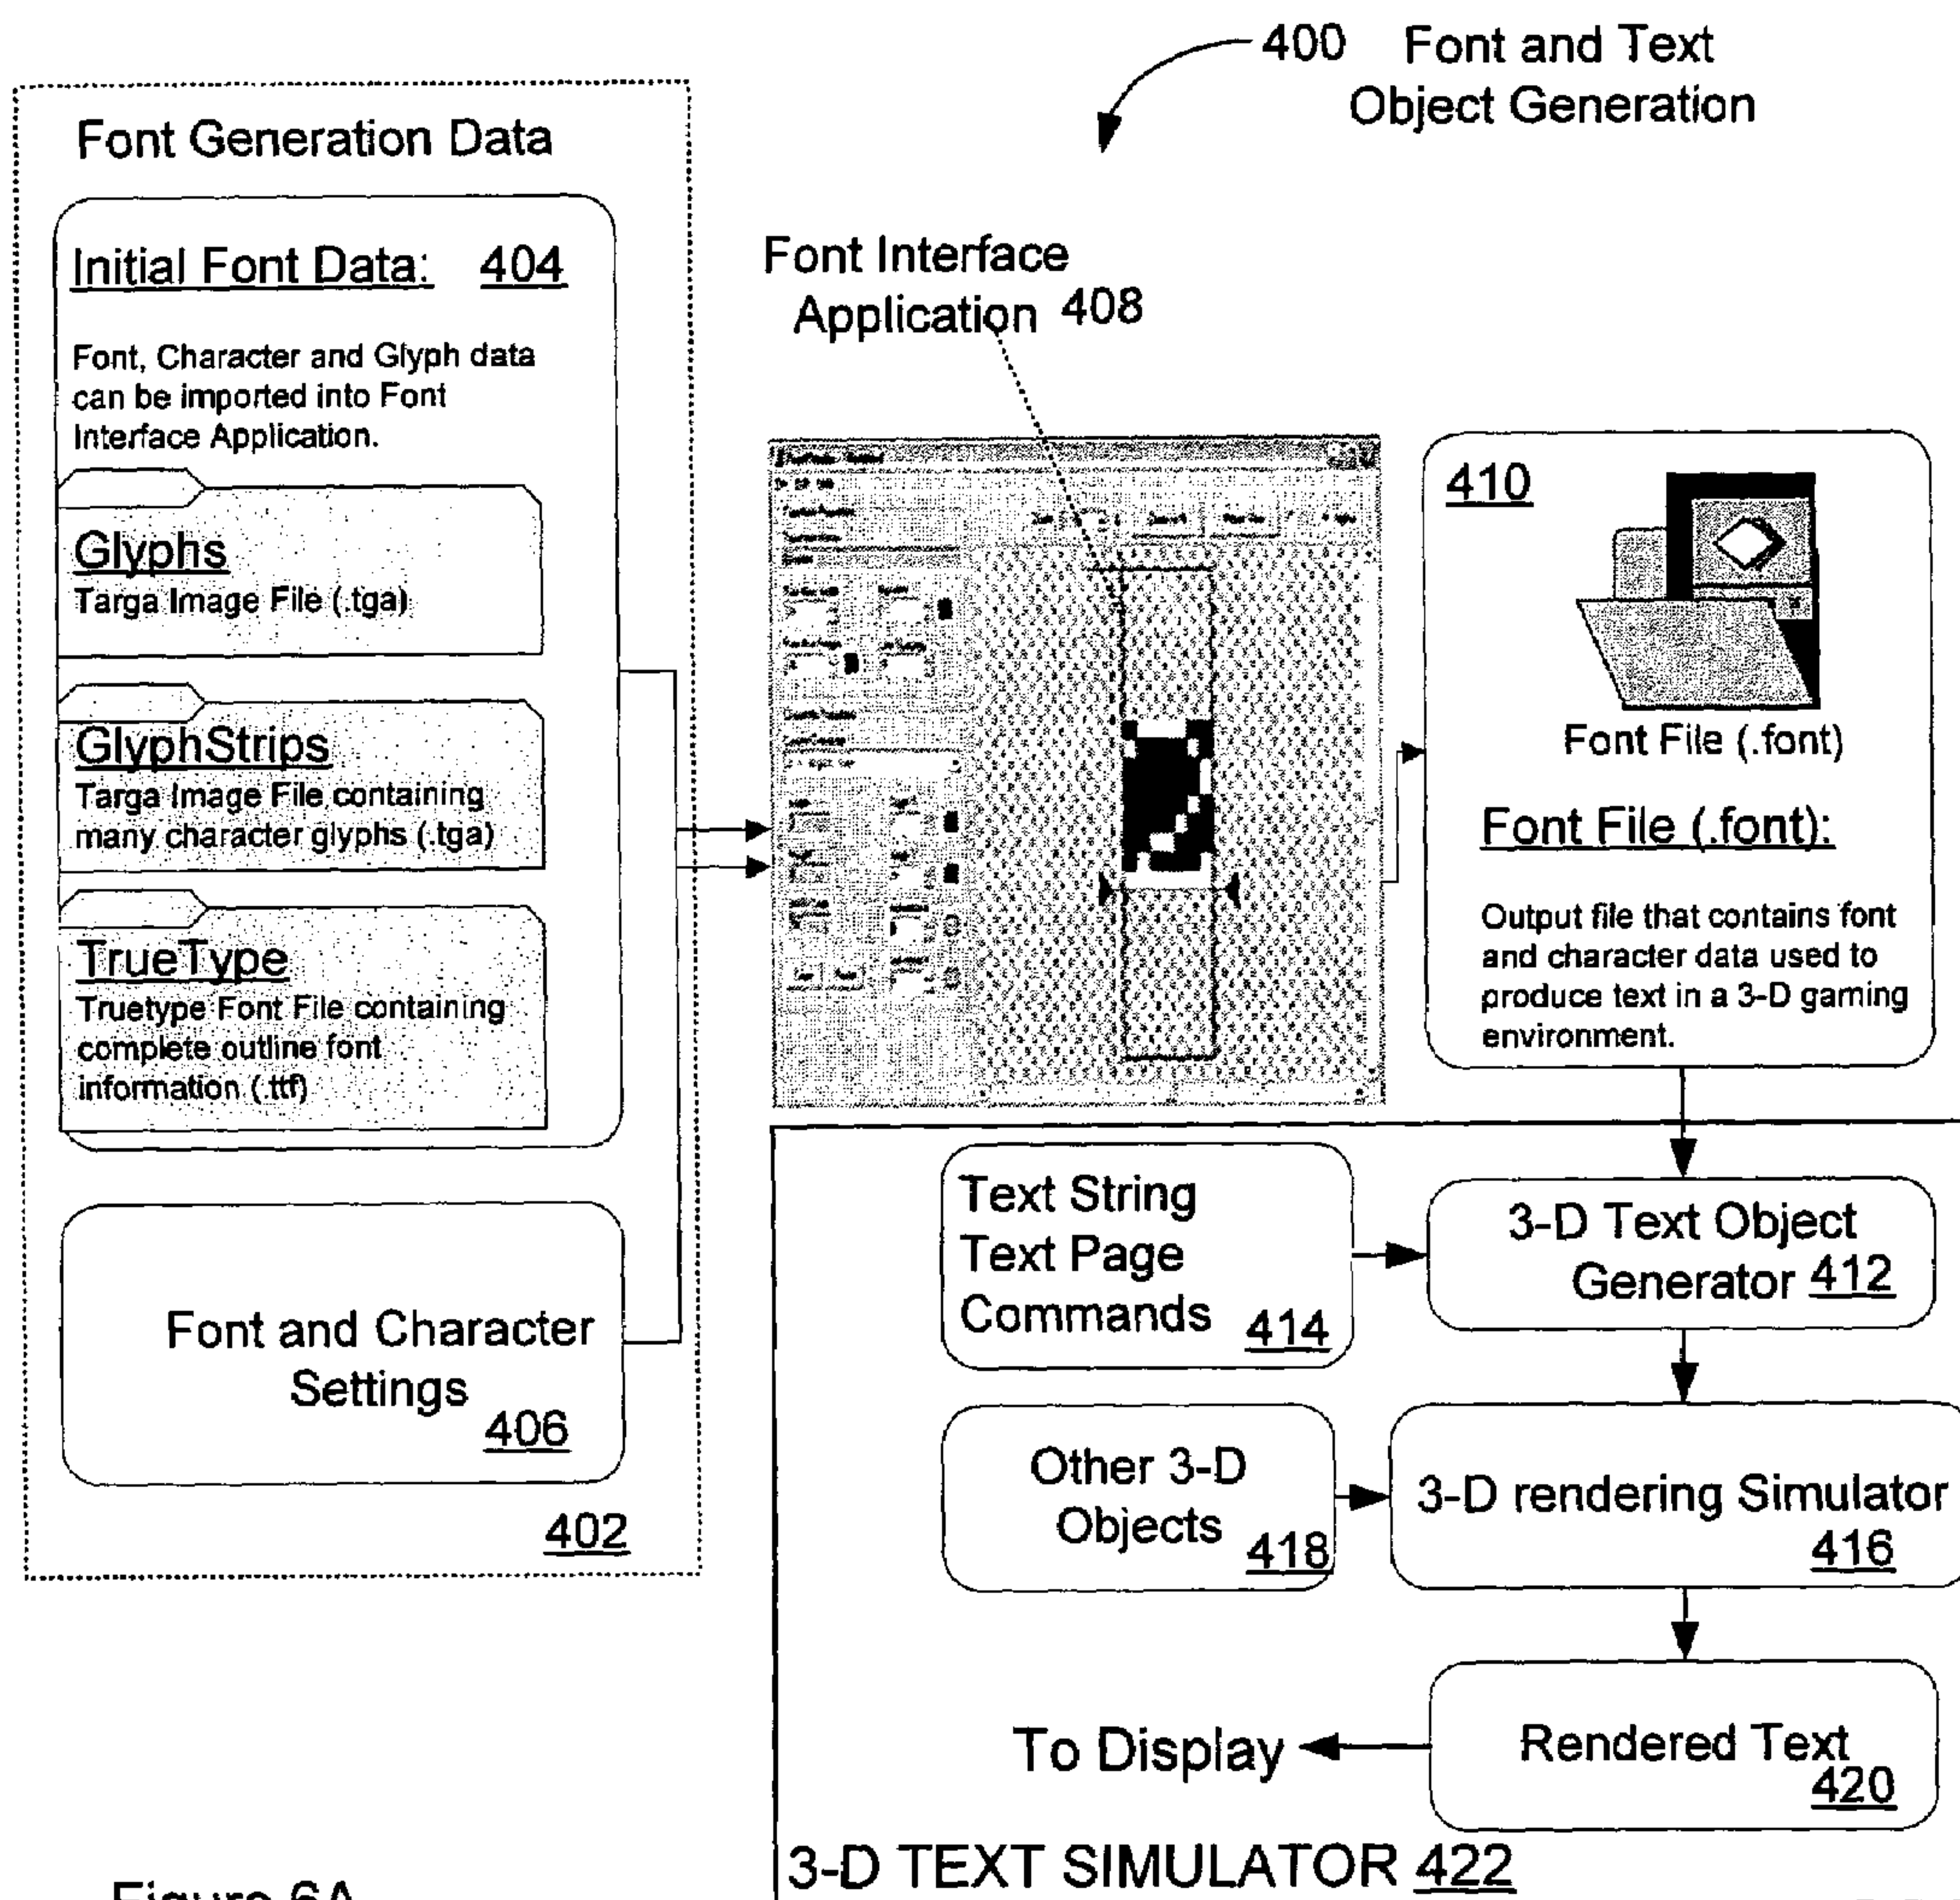 400 Font and Text
Object Generation
Font Generation Data
Initial Font Data: 404
Font, Character and Glyph data
can be imported into Font
Interface Application.
Glyphs
Targa Image File (.tga)
GlyphStrips
Targa Image File containing
many character glyphs (.tga)
TrueType
Truetype Font File containing
complete outline font
information (.ttf)
Font and Character
Settings
406
402
Font Interface
Application 408
410
Font File (.font)
Font File (.font):
Output file that contains font
and character data used to
produce text in a 3-D gaming
environment.
Text String
Text Page
Commands
414
3-D Text Object
Generator 412
Other 3-D
Objects
418
3-D rendering Simulator
416
To Display
Rendered Text
420
3-D TEXT SIMULATOR 422
Figure 6A